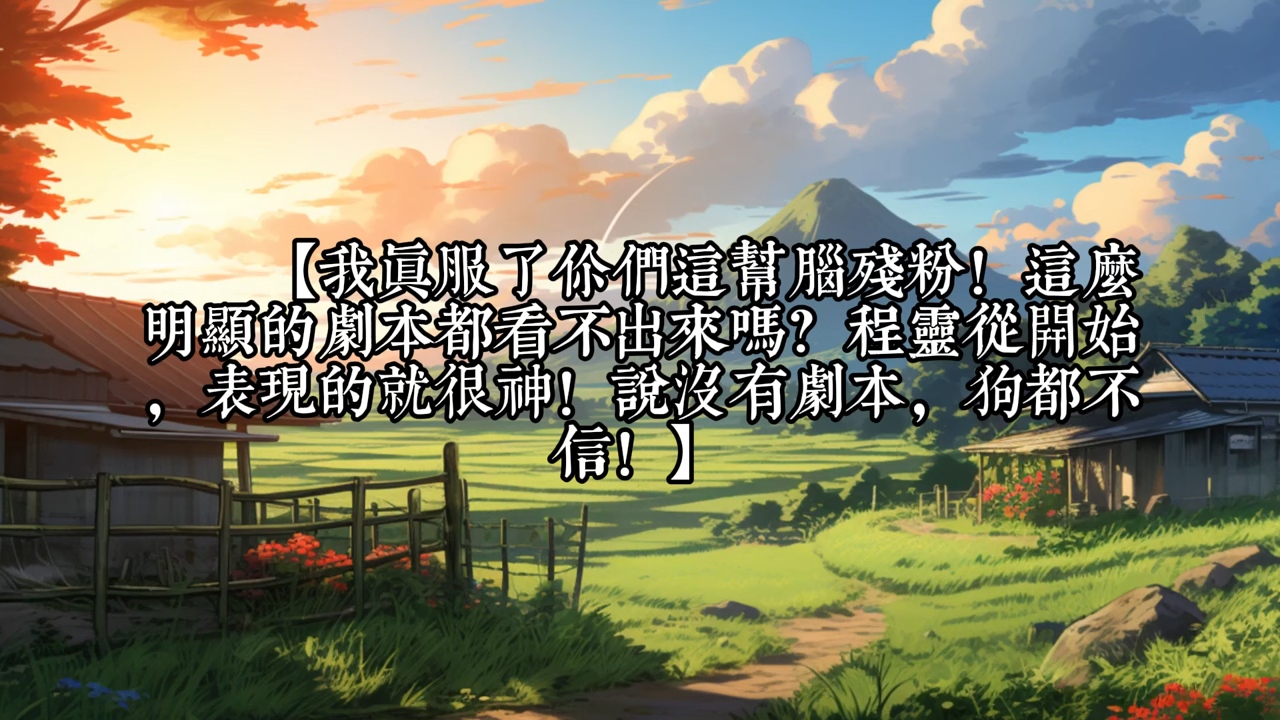 【我真服了你們這幫腦殘粉！這麼
明顯的劇本都看不出來嗎？程靈從開始
，表現的就很神！說沒有劇本，狗都不
信！】